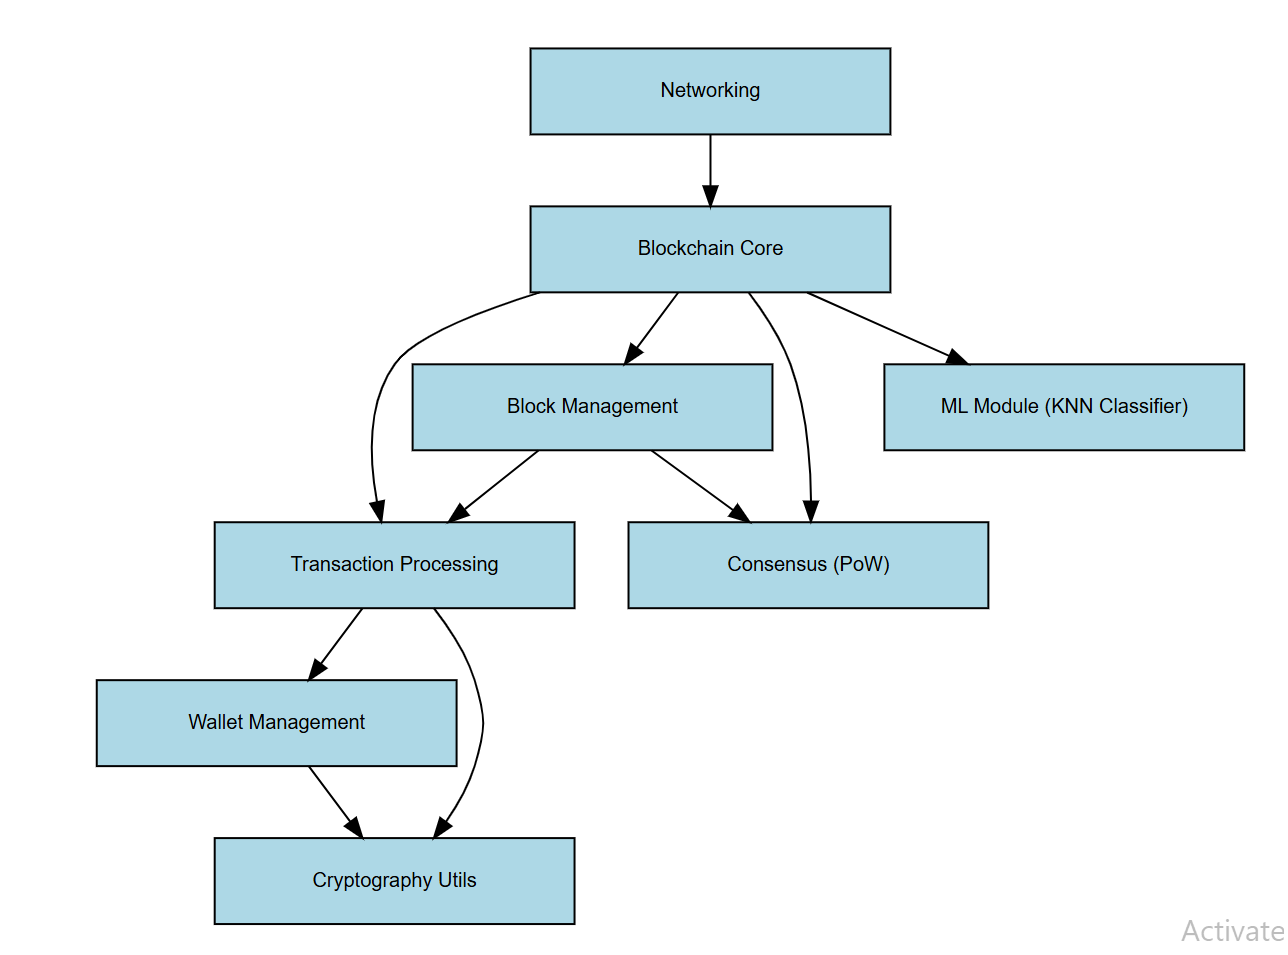 Networking
Blockchain Core
Block Management
ML Module (KNN Classifier)
Transaction Processing
Consensus (PoW)
Wallet Management
Cryptography Utils
Activate